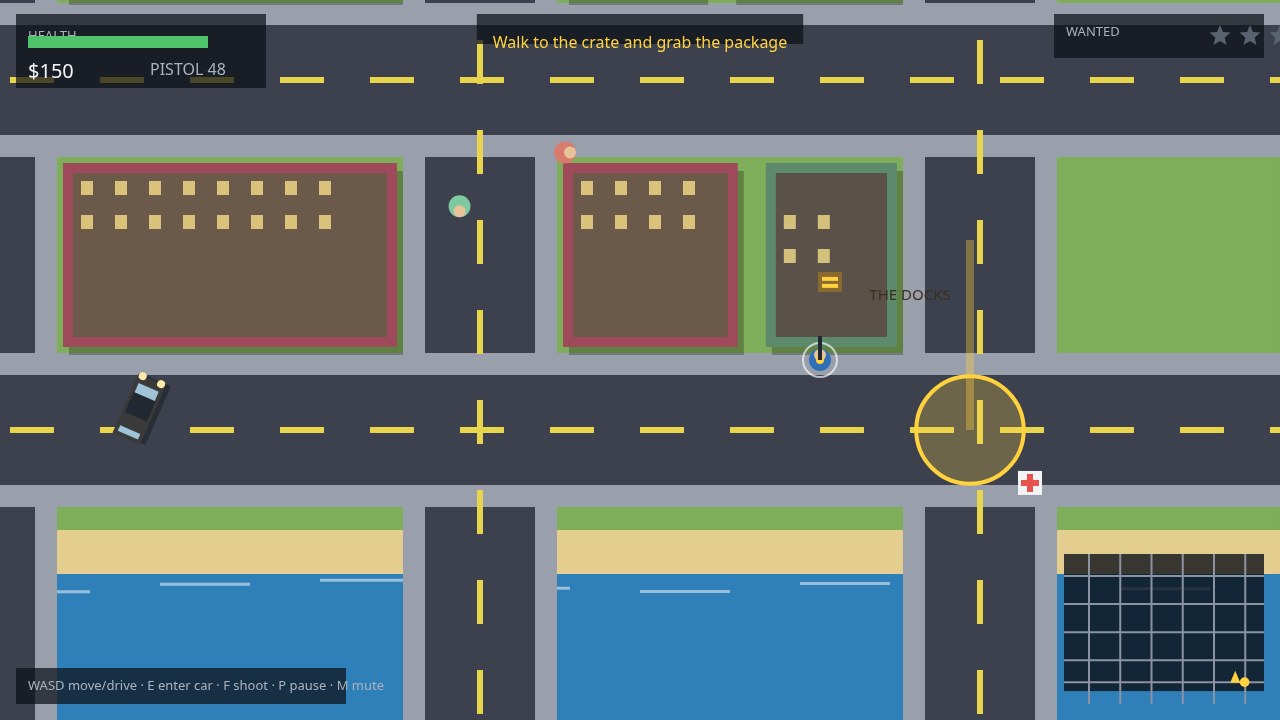 HEALTH
$150 PISTOL 48
Walk to the crate and grab the package
WANTED
THE DOCKS
WASD move/drive · E enter car · F shoot · P pause · M mute